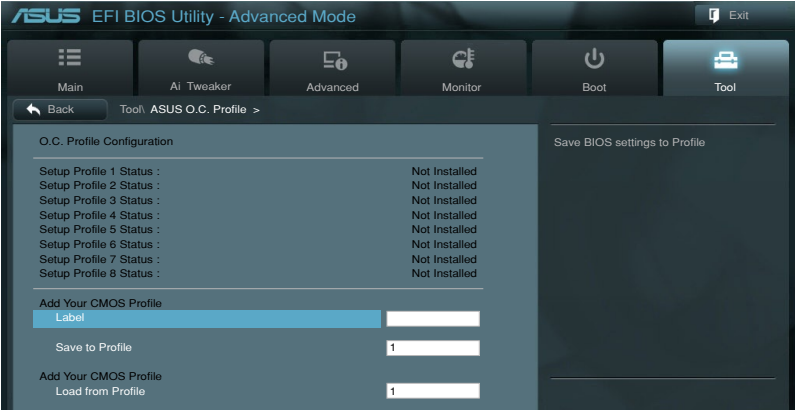 ASUS EFI BIOS Utility - Advanced Mode
Exit
Main
Ai Tweaker
Advanced
Monitor
Boot
Tool
Back
Tool\ ASUS O.C. Profile >
O.C. Profile Configuration
Save BIOS settings to Profile
Setup Profile 1 Status : Not Installed
Setup Profile 2 Status : Not Installed
Setup Profile 3 Status : Not Installed
Setup Profile 4 Status : Not Installed
Setup Profile 5 Status : Not Installed
Setup Profile 6 Status : Not Installed
Setup Profile 7 Status : Not Installed
Setup Profile 8 Status : Not Installed
Add Your CMOS Profile
Label
Save to Profile 1
Add Your CMOS Profile
Load from Profile 1